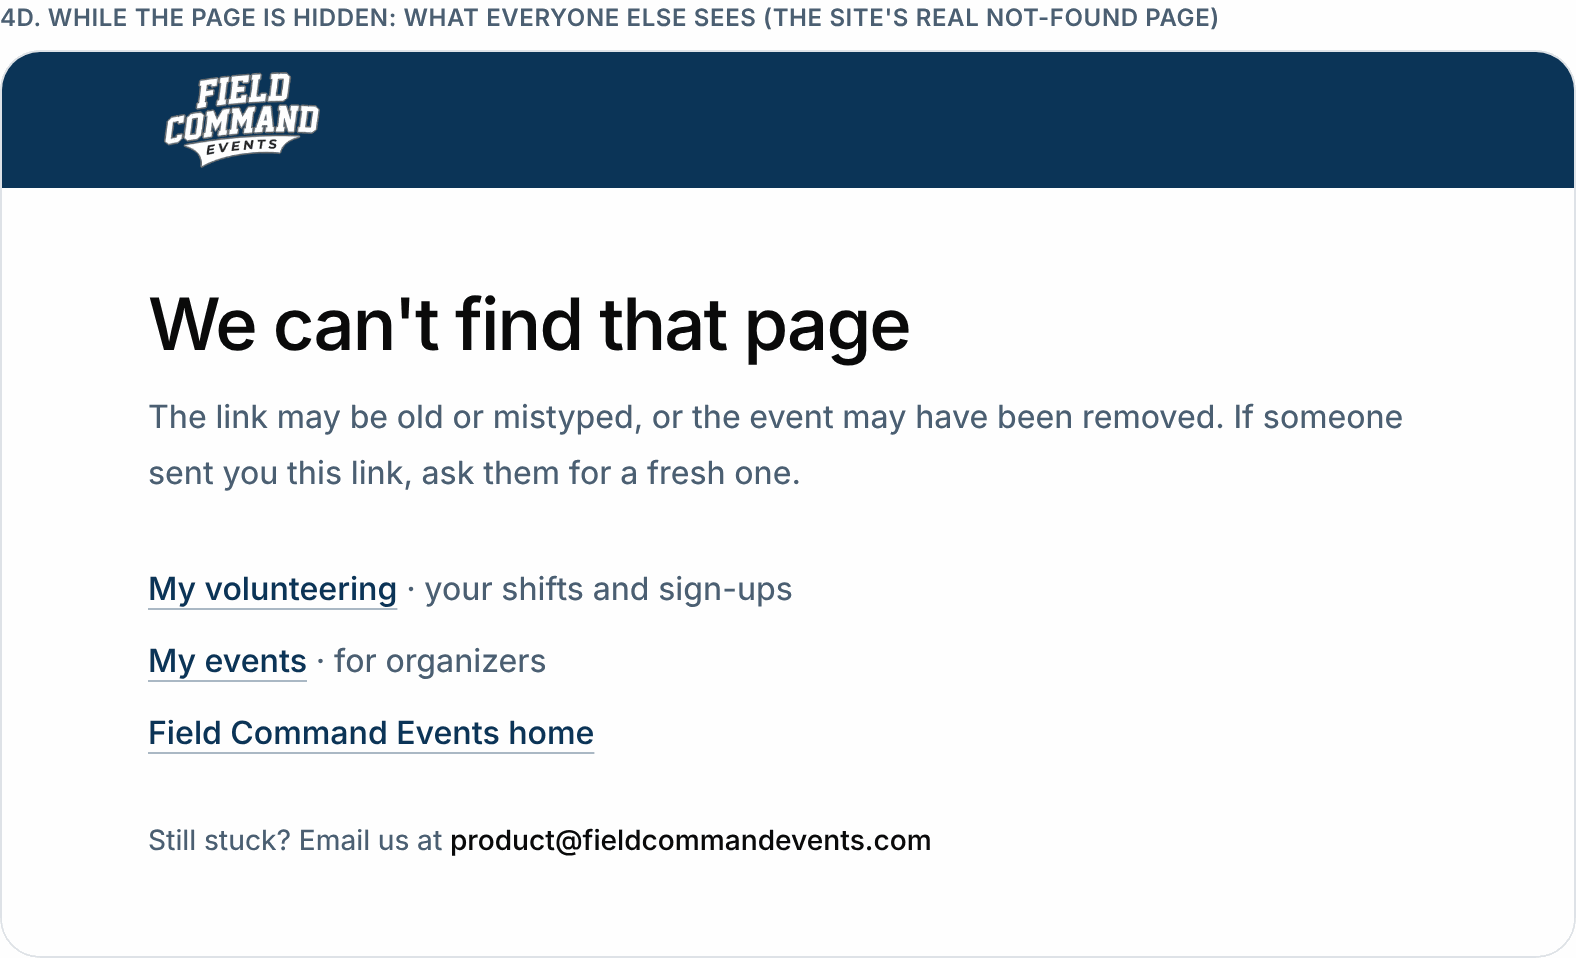 4D. WHILE THE PAGE IS HIDDEN: WHAT EVERYONE ELSE SEES (THE SITE'S REAL NOT-FOUND PAGE)
FIELD
COMMAND
EVENTS
We can't find that page
The link may be old or mistyped, or the event may have been removed. If someone
sent you this link, ask them for a fresh one.
My volunteering · your shifts and sign-ups
My events · for organizers
Field Command Events home
Still stuck? Email us at product@fieldcommandevents.com